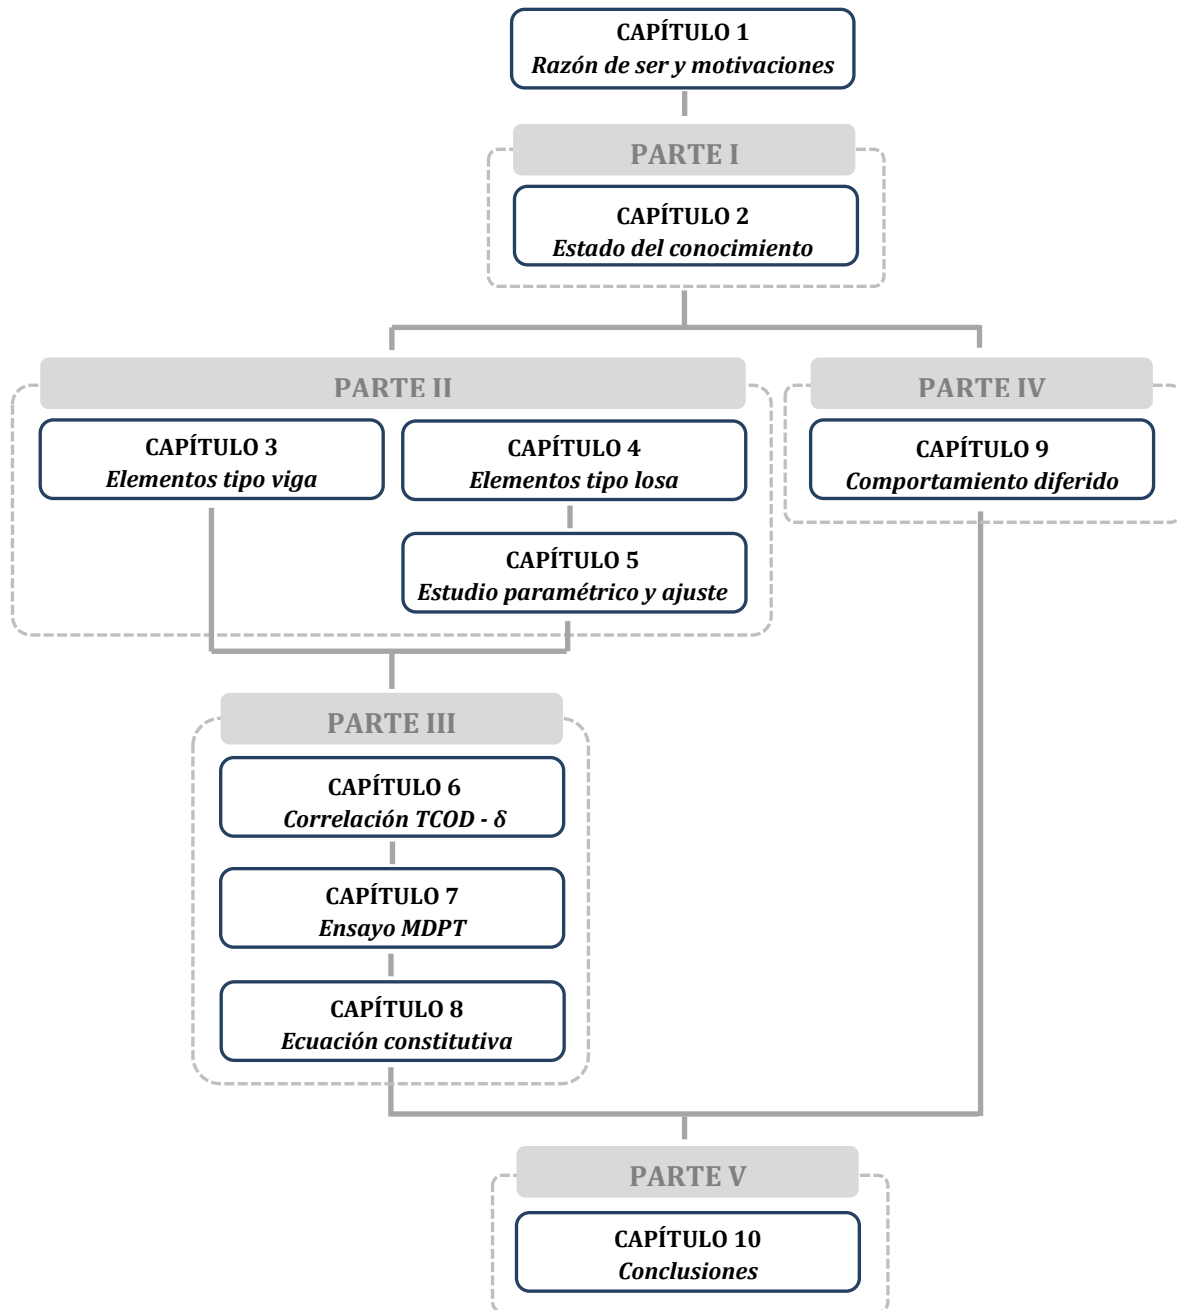 CAPÍTULO 1
Razón de ser y motivaciones
PARTE I
CAPÍTULO 2
Estado del conocimiento
PARTE II
CAPÍTULO 3
Elementos tipo viga
CAPÍTULO 4
Elementos tipo losa
CAPÍTULO 5
Estudio paramétrico y ajuste
PARTE IV
CAPÍTULO 9
Comportamiento diferido
PARTE III
CAPÍTULO 6
Correlación TCOD - δ
CAPÍTULO 7
Ensayo MDPT
CAPÍTULO 8
Ecuación constitutiva
PARTE V
CAPÍTULO 10
Conclusiones